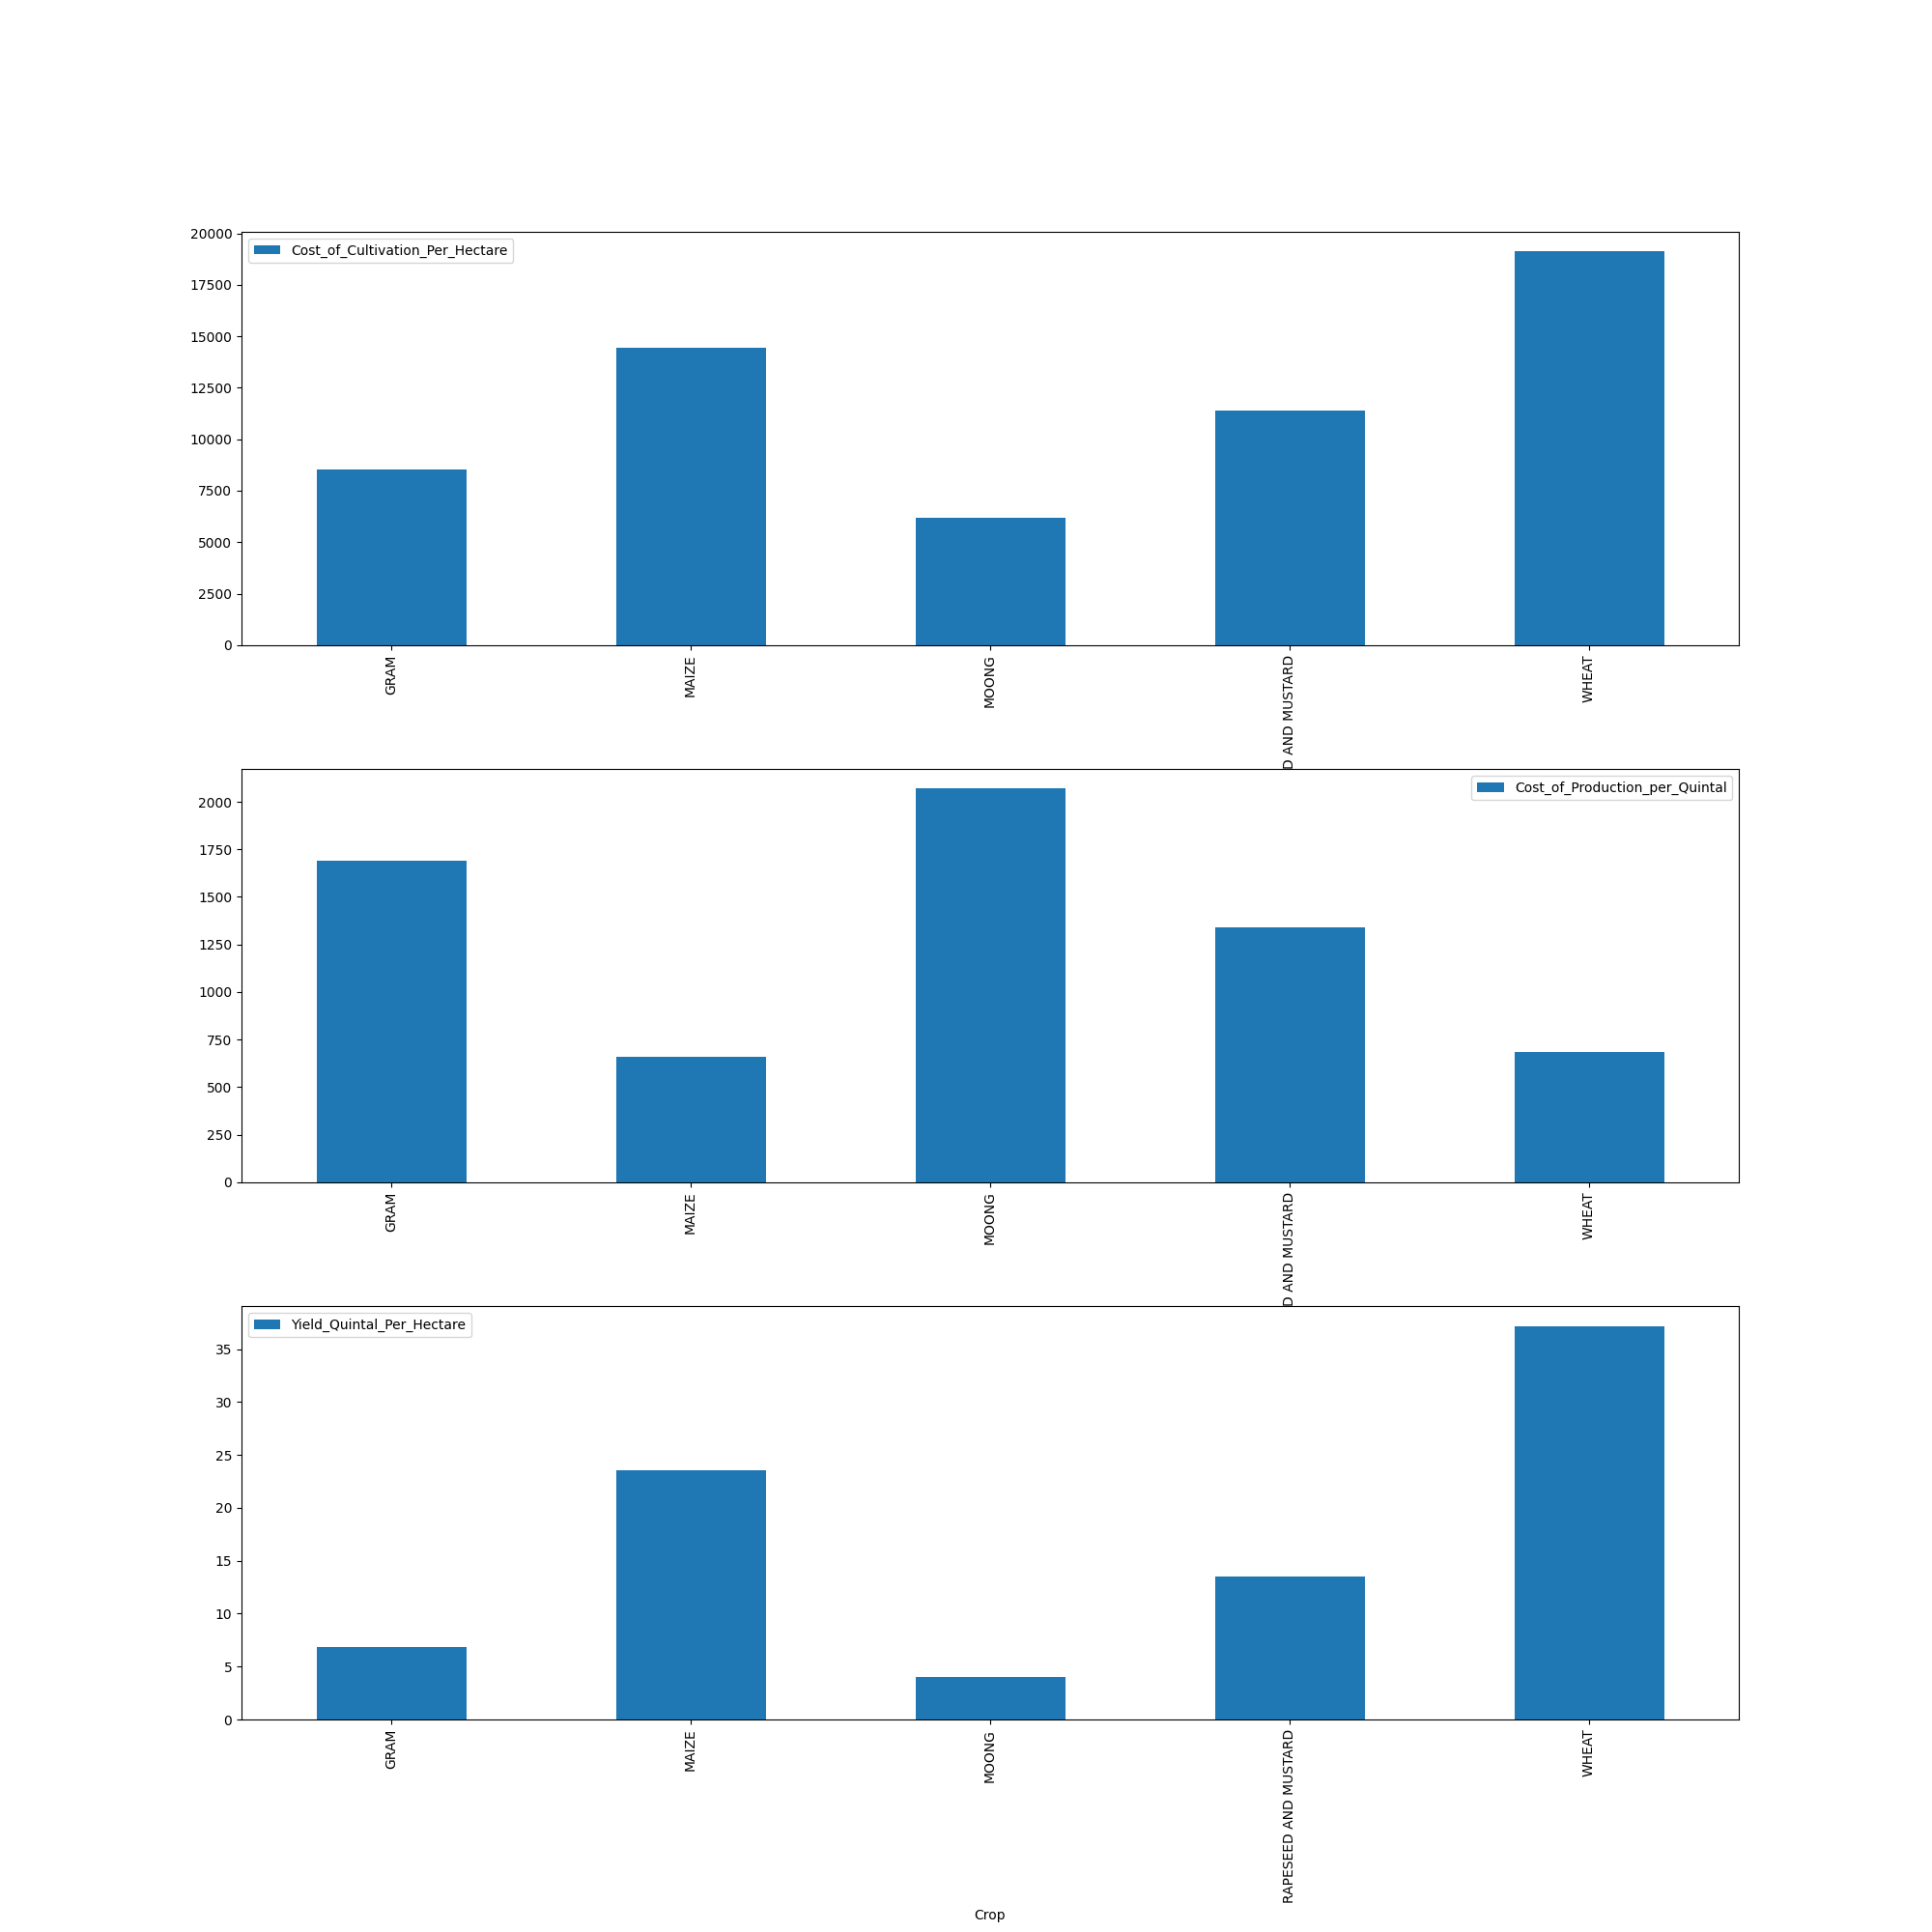 20000
Cost_of_Cultivation_Per_Hectare
17500
15000
12500
10000
7500
5000
2500
0
GRAM
MAIZE
MOONG
D AND MUSTARD
WHEAT
Cost_of_Production_per_Quintal
2000
1750
1500
1250
1000
750
500
250
0
GRAM
MAIZE
MOONG
D AND MUSTARD
WHEAT
Yield_Quintal_Per_Hectare
35
30
25
20
15
10
5
0
GRAM
MAIZE
MOONG
RAPESEED AND MUSTARD
WHEAT
Crop